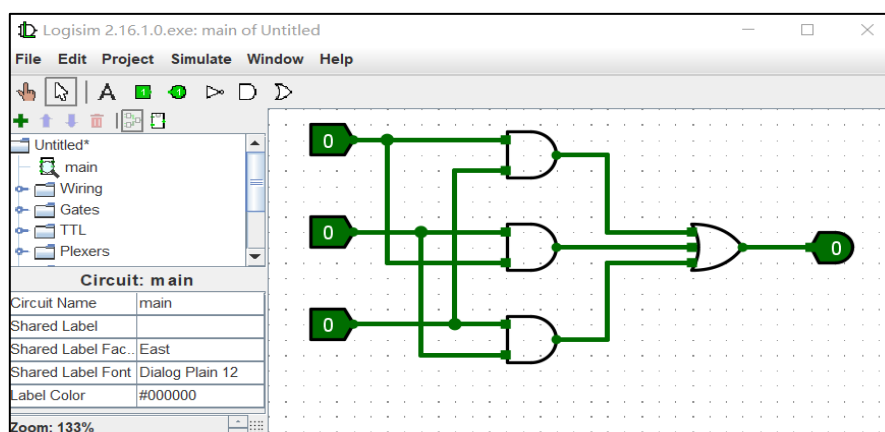 Logisim 2.16.1.0.exe: main of Untitled
File Edit Project Simulate Window Help
A 1 1
Untitled*
main
Wiring
Gates
TTL
Plexers
Circuit: main
Circuit Name main
Shared Label
Shared Label Fac.. East
Shared Label Font Dialog Plain 12
Label Color #000000
Zoom: 133%
0
0
0
0